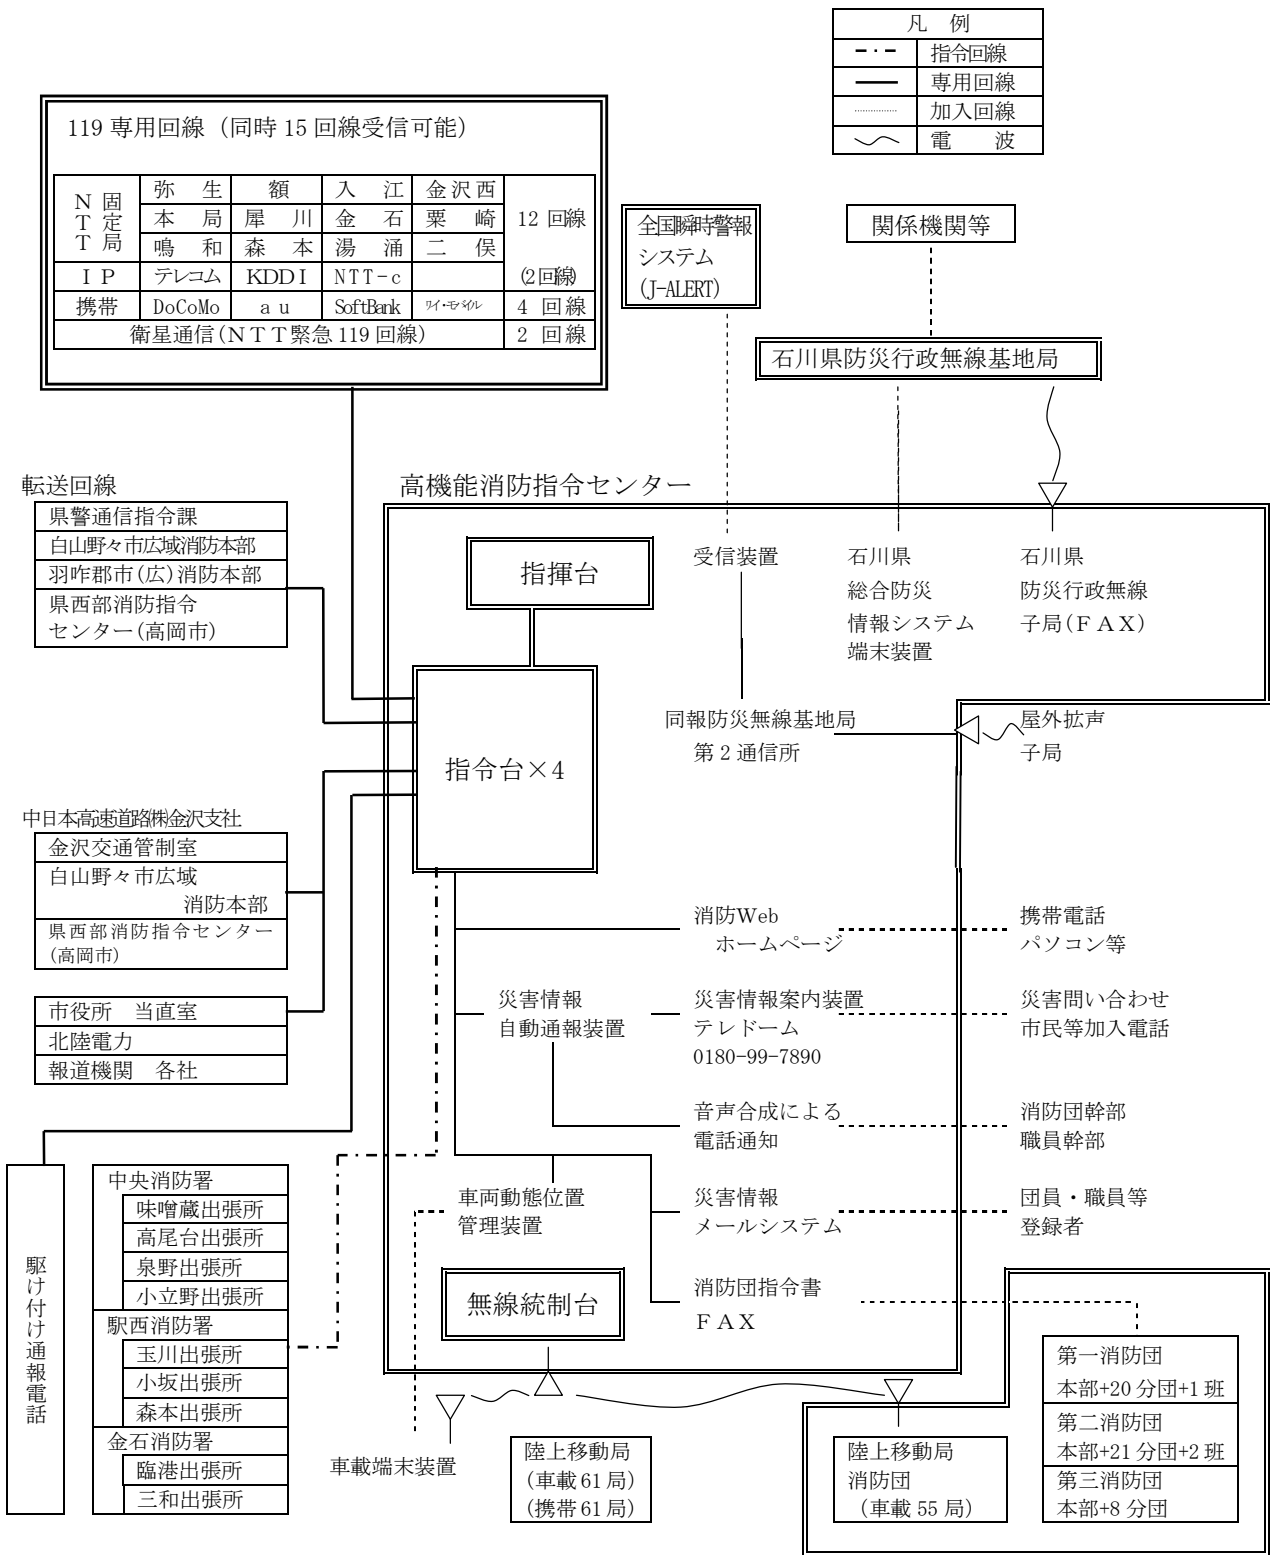 凡 例
指令回線
専用回線
加入回線
電 波
119 専用回線（同時 15 回線受信可能）
NTT 固定局 弥 生 額 入 江 金沢西 12 回線
本 局 犀 川 金 石 粟 崎
鳴 和 森 本 湯 涌 二 俣
ＩＰ テレコム KDDI NTT-c (2回線)
携帯 DoCoMo au SoftBank ワイ・モバイル 4 回線
衛星通信(ＮＴＴ緊急 119 回線) 2 回線
全国瞬時警報
システム
(J-ALERT)
関係機関等
石川県防災行政無線基地局
転送回線
県警通信指令課
白山野々市広域消防本部
羽咋郡市(広)消防本部
県西部消防指令
センター(高岡市)
高機能消防指令センター
指揮台
指令台×4
受信装置
石川県
総合防災
情報システム
端末装置
石川県
防災行政無線
子局(ＦＡＸ)
同報防災無線基地局
第 2 通信所
屋外拡声
子局
中日本高速道路㈱金沢支社
金沢交通管制室
白山野々市広域
消防本部
県西部消防指令センター
(高岡市)
市役所 当直室
北陸電力
報道機関 各社
消防Web
ホームページ
携帯電話
パソコン等
災害情報
自動通報装置
災害情報案内装置
テレドーム
0180-99-7890
災害問い合わせ
市民等加入電話
音声合成による
電話通知
消防団幹部
職員幹部
車両動態位置
管理装置
災害情報
メールシステム
団員・職員等
登録者
無線統制台
消防団指令書
ＦＡＸ
駆け付け通報電話
中央消防署
味噌蔵出張所
高尾台出張所
泉野出張所
小立野出張所
駅西消防署
玉川出張所
小坂出張所
森本出張所
金石消防署
臨港出張所
三和出張所
車載端末装置
陸上移動局
（車載 61 局）
(携帯 61 局)
陸上移動局
消防団
（車載 55 局）
第一消防団
本部+20 分団+1 班
第二消防団
本部+21 分団+2 班
第三消防団
本部+8 分団